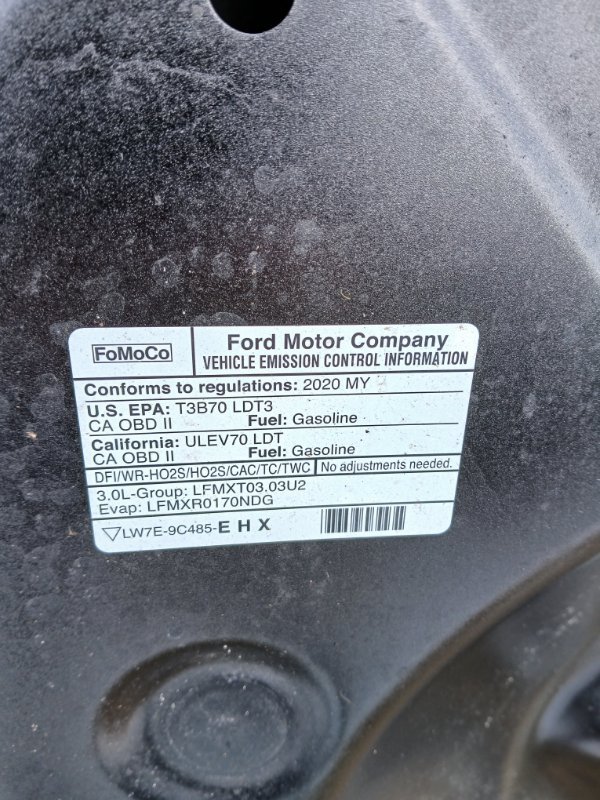 FoMoCo
Ford Motor Company
VEHICLE EMISSION CONTROL INFORMATION
Conforms to regulations: 2020 MY
U.S. EPA: T3B70 LDT3
CA OBD II Fuel: Gasoline
California: ULEV70 LDT
CA OBD II Fuel: Gasoline
DFI/WR-HO2S/HO2S/CAC/TC/TWC No adjustments needed.
3.0L-Group: LFMXT03.03U2
Evap: LFMXR0170NDG
LW7E-9C485-E H X